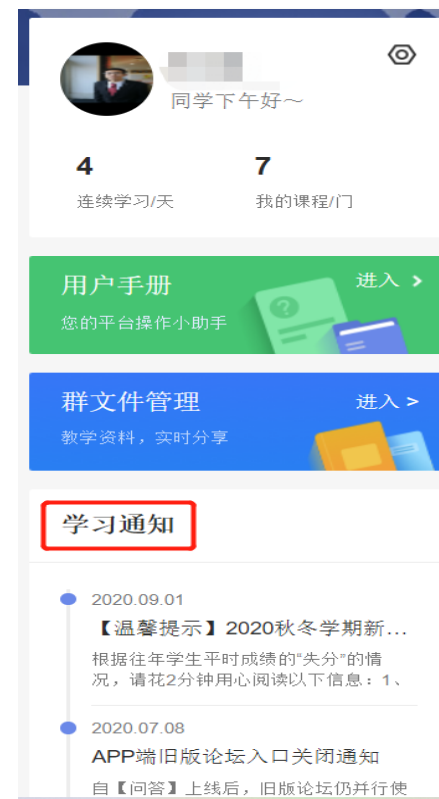 同学下午好～
4
7
连续学习/天
我的课程/门
用户手册
进入 >
您的平台操作小助手
群文件管理
进入 >
教学资料，实时分享
学习通知
2020.09.01
【温馨提示】2020秋冬学期新...
根据往年学生平时成绩的“失分”的情
况，请花2分钟用心阅读以下信息：1、
2020.07.08
APP端旧版论坛入口关闭通知
自【问答】上线后，旧版论坛仍并行使